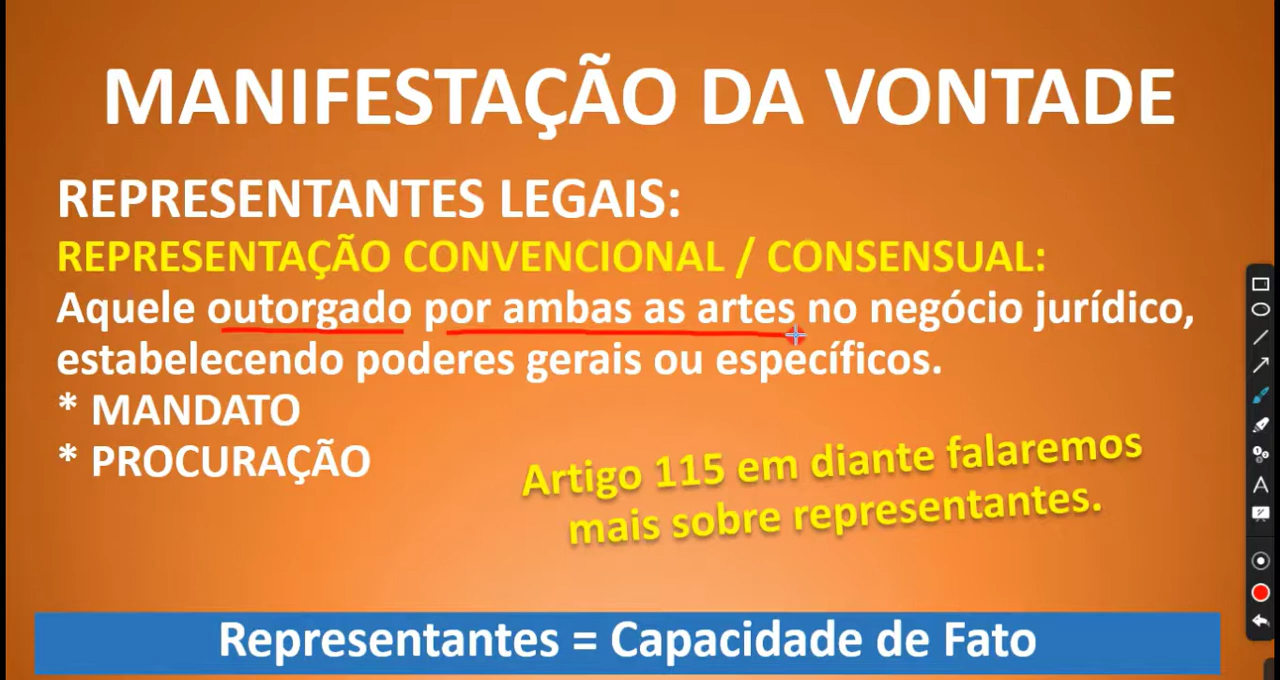 MANIFESTAÇÃO DA VONTADE
REPRESENTANTES LEGAIS:
REPRESENTAÇÃO CONVENCIONAL / CONSENSUAL:
Aquele outorgado por ambas as artes no negócio jurídico,
estabelecendo poderes gerais ou específicos.
* MANDATO
* PROCURAÇÃO
Artigo 115 em diante falaremos
mais sobre representantes.
Representantes = Capacidade de Fato